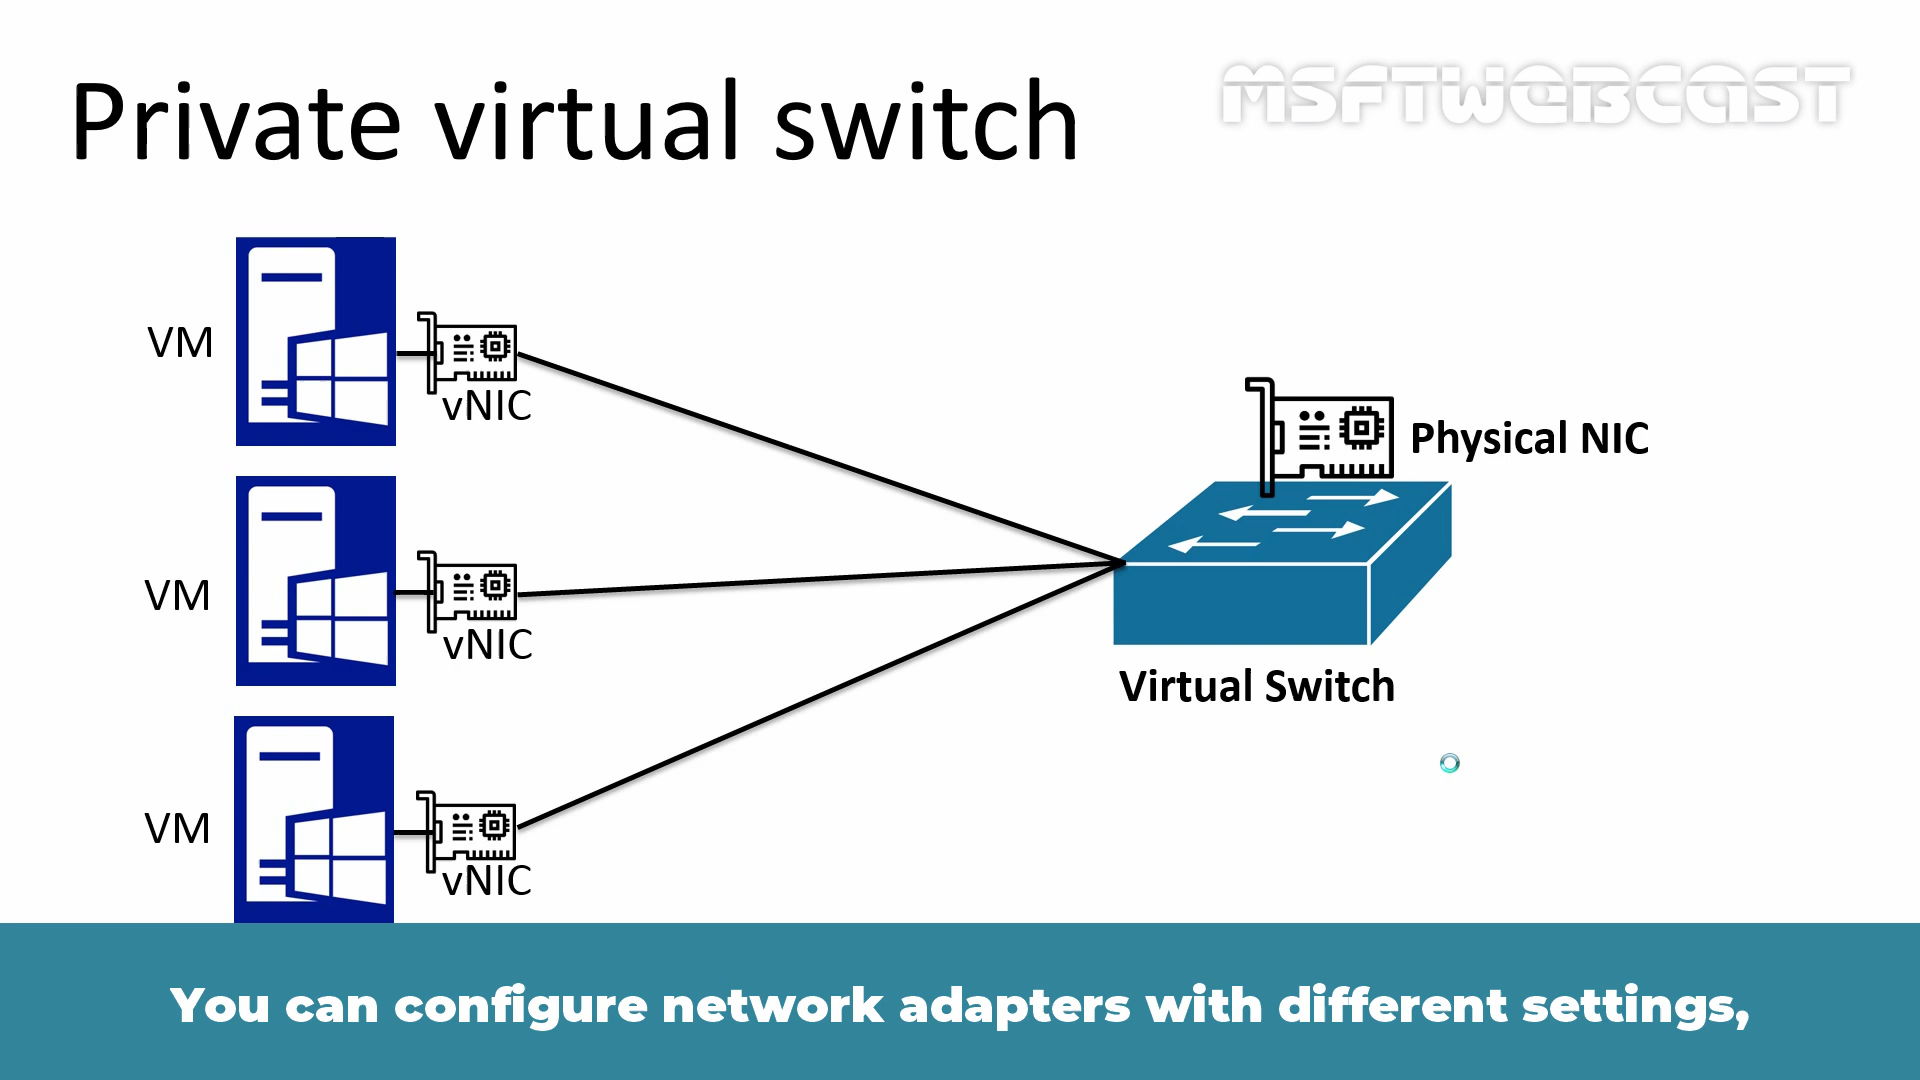 Private virtual switch
MSFTWEBCAST
VM
vNIC
Physical NIC
VM
vNIC
Virtual Switch
VM
vNIC
You can configure network adapters with different settings,